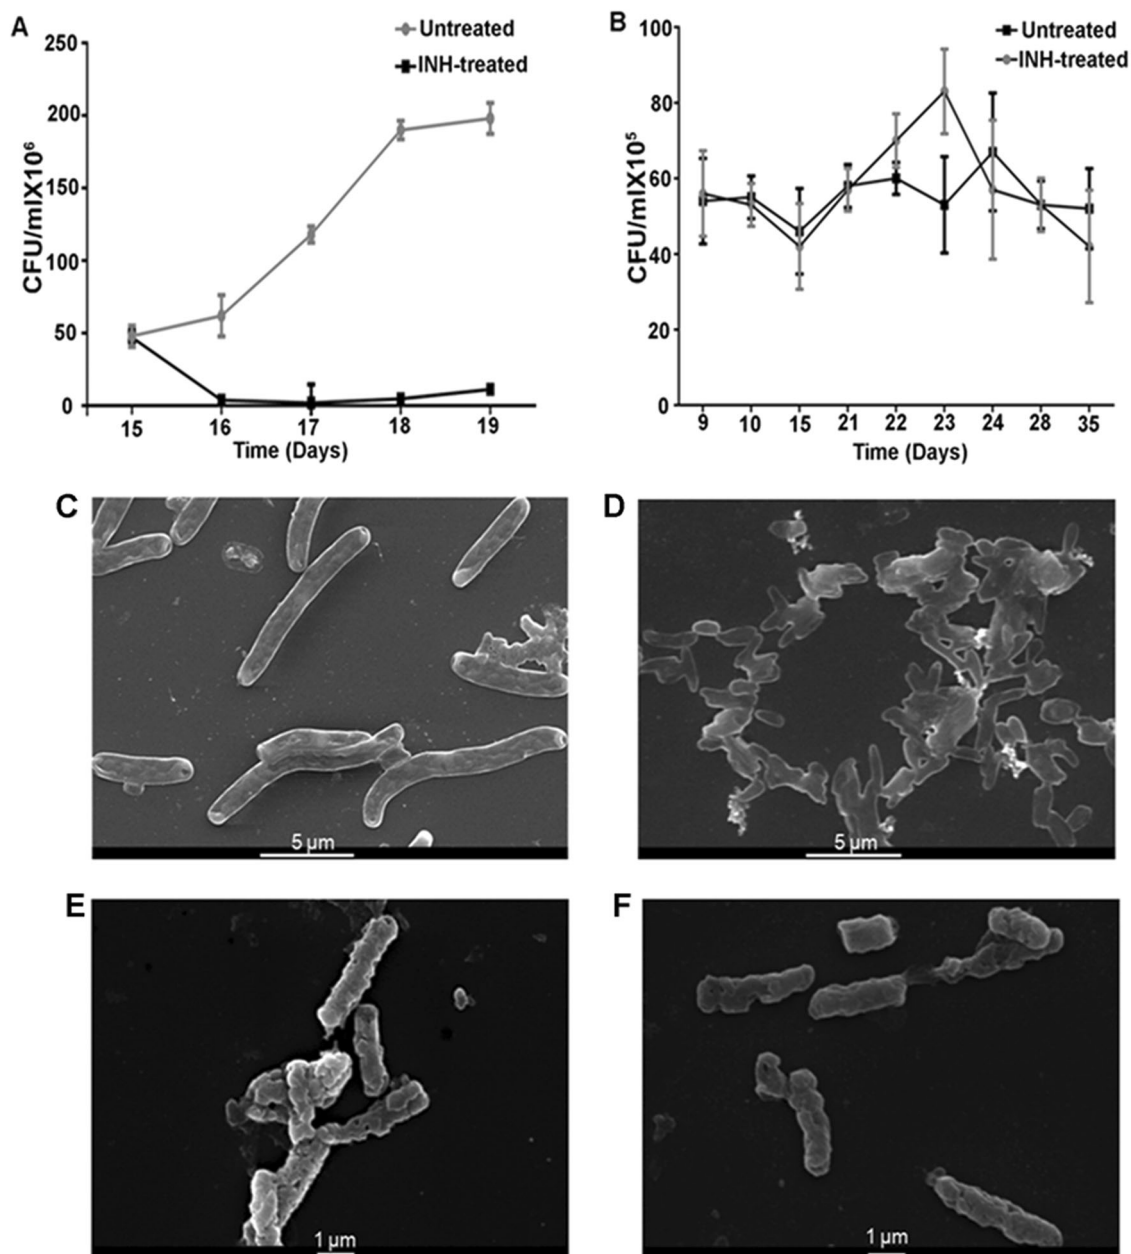 A
Untreated
INH-treated
250
200
150
100
50
0
CFU/mlX10⁶
15 16 17 18 19
Time (Days)
B
Untreated
INH-treated
100
80
60
40
20
0
CFU/mlX10⁵
9 10 15 21 22 23 24 28 35
Time (Days)
C
5 µm
D
5 µm
E
1 µm
F
1 µm